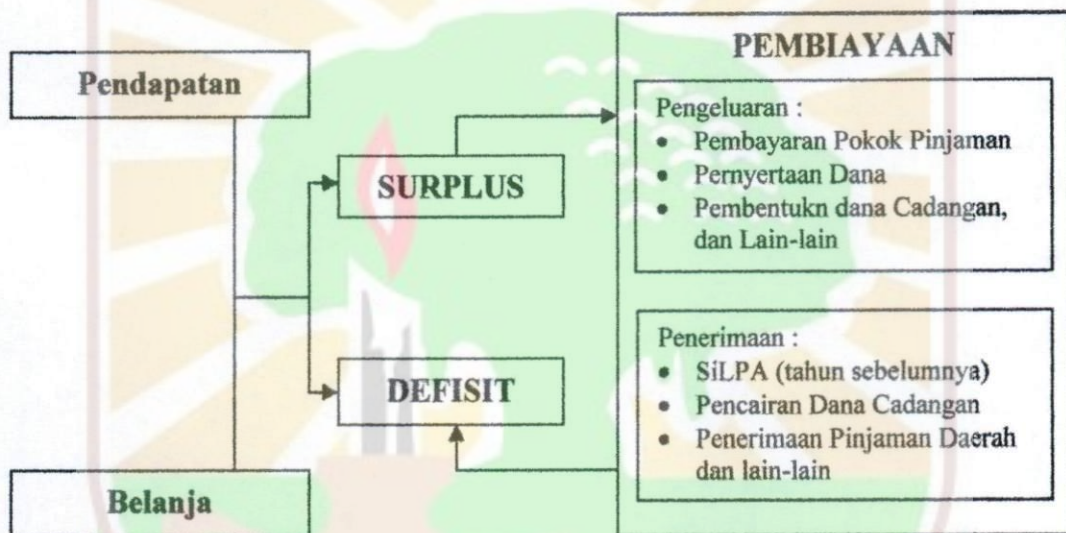 PEMBIAYAAN
Pendapatan
Pengeluaran :
• Pembayaran Pokok Pinjaman
• Pernyertaan Dana
• Pembentukn dana Cadangan,
dan Lain-lain
SURPLUS
DEFISIT
Penerimaan :
• SiLPA (tahun sebelumnya)
• Pencairan Dana Cadangan
• Penerimaan Pinjaman Daerah
dan lain-lain
Belanja